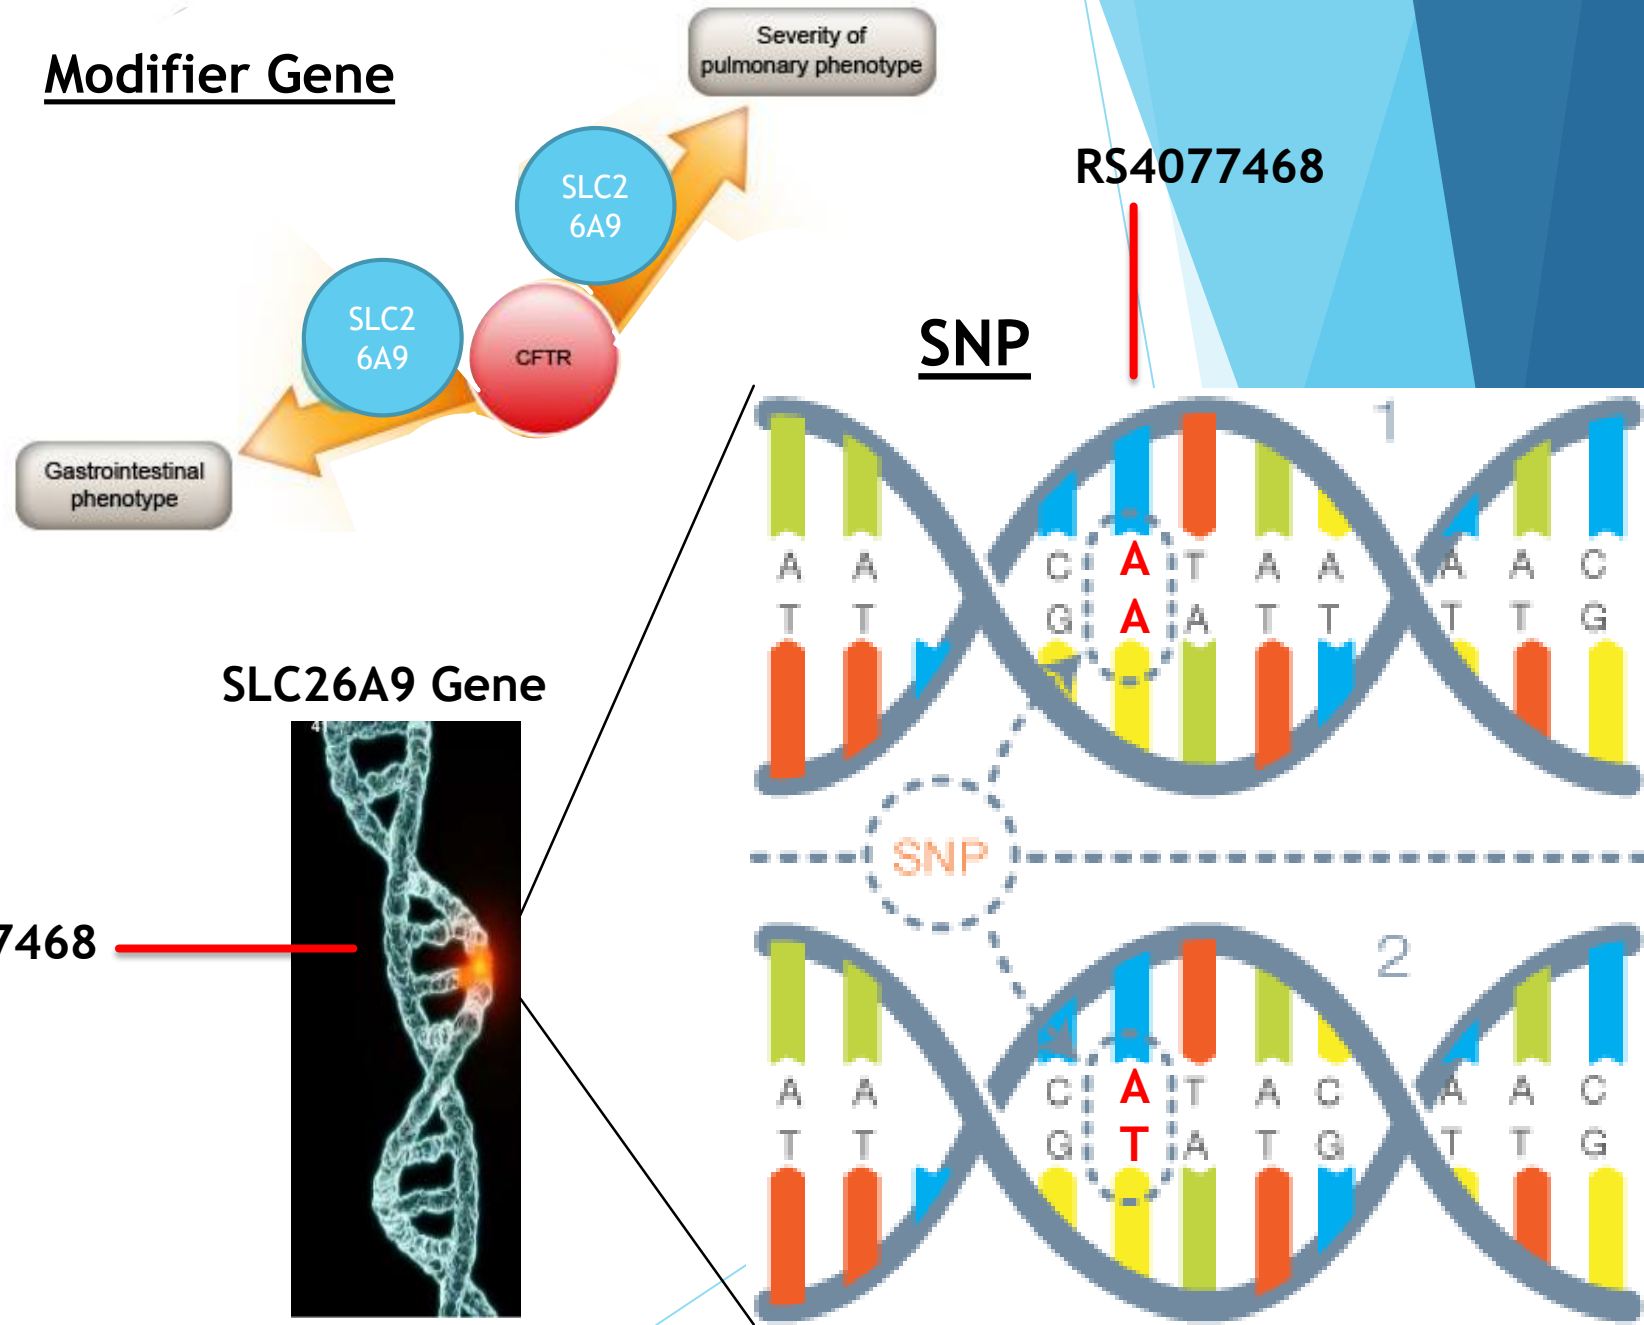 Modifier Gene
Severity of
pulmonary phenotype
SLC2
6A9
SLC2
6A9
CFTR
Gastrointestinal
phenotype
RS4077468
SNP
1
A A C A T A A A A C
T T G A A T T T T G
SNP
2
A A C A T A C A A C
T T G T A T G T T G
SLC26A9 Gene
7468